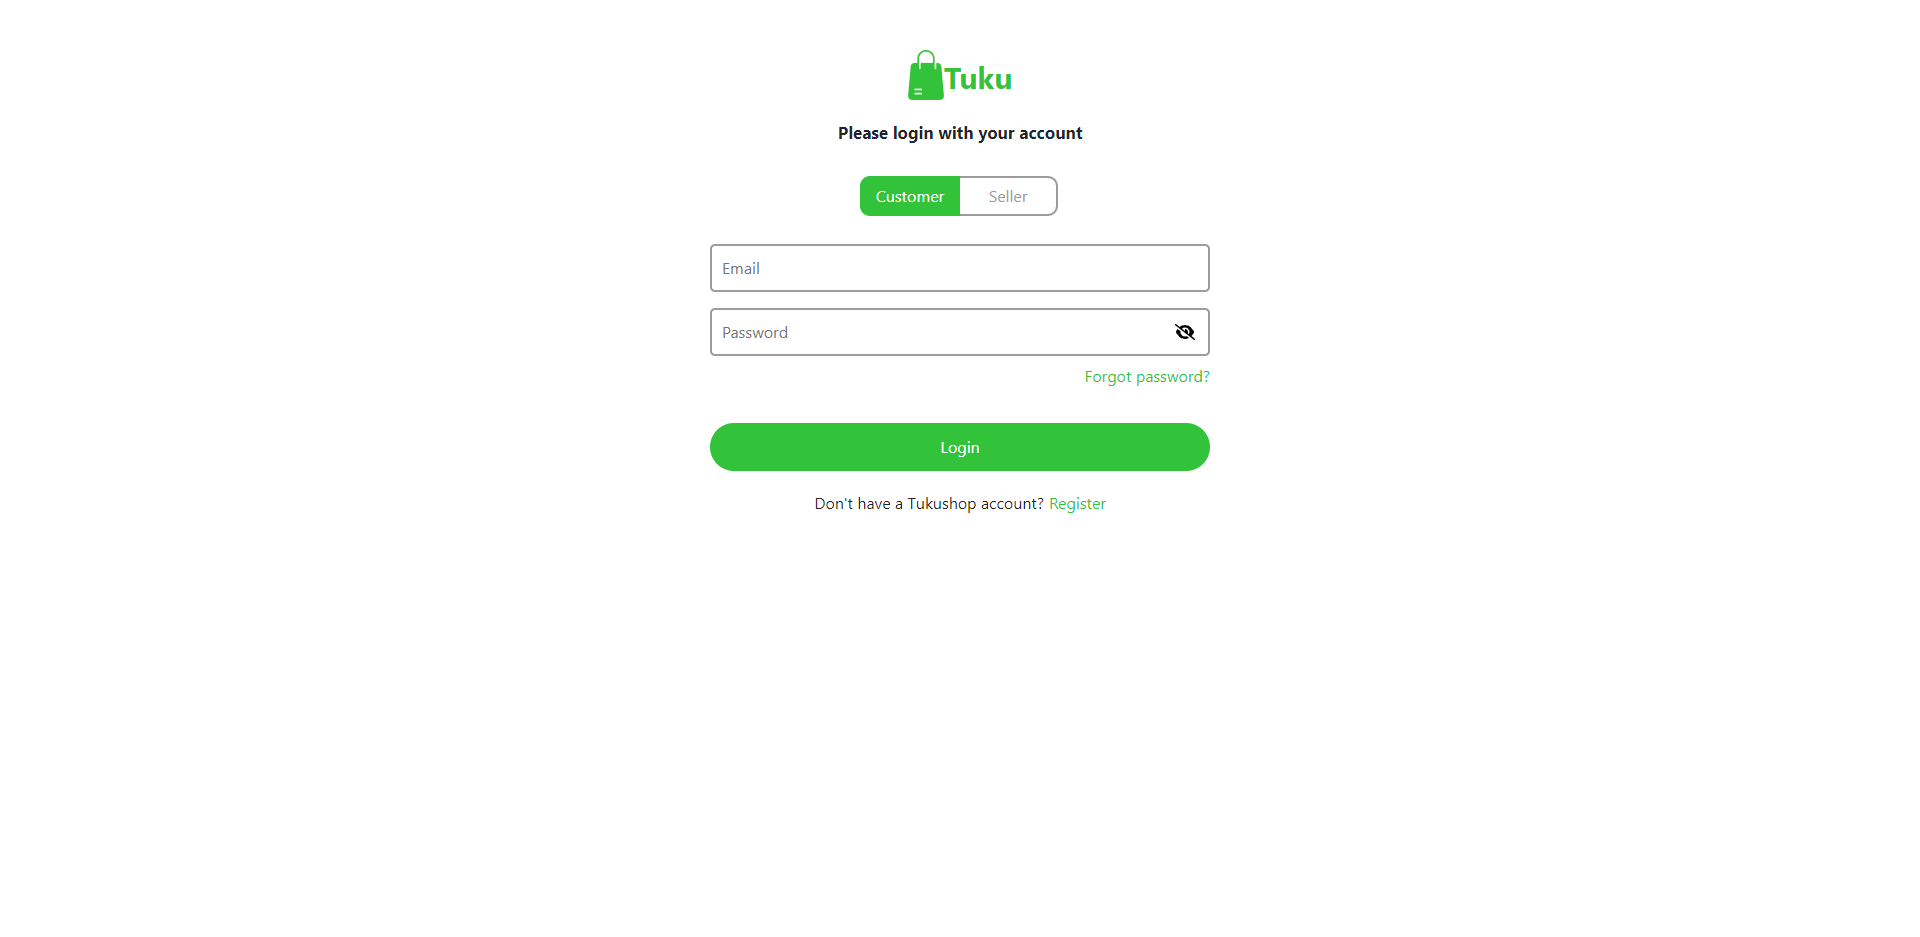 Tuku
Please login with your account
Customer Seller
Email
Password
Forgot password?
Login
Don't have a Tukushop account? Register